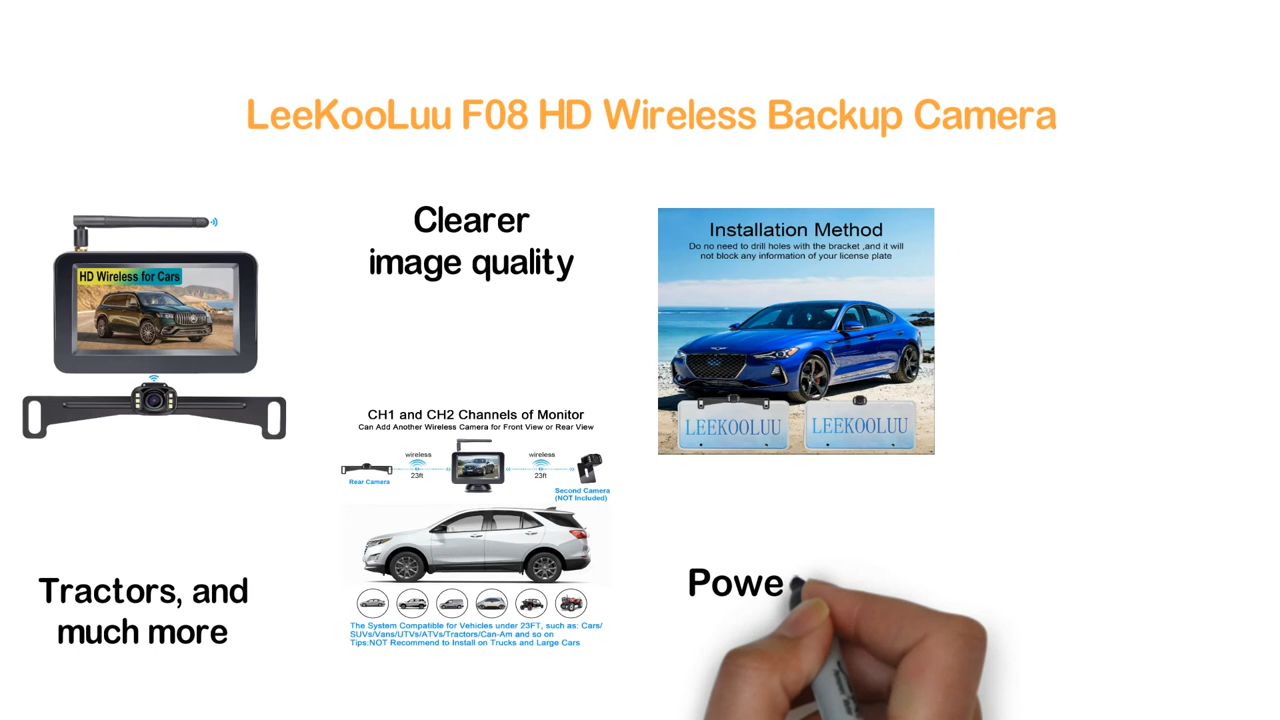 LeeKooLuu F08 HD Wireless Backup Camera
HD Wireless for Cars
Clearer
image quality
Installation Method
Do no need to drill holes with the bracket ,and it will
not block any information of your license plate
LEEKOOLUU
LEEKOOLUU
CH1 and CH2 Channels of Monitor
Can Add Another Wireless Camera for Front View or Rear View
wireless
wireless
23ft
23ft
Rear Camera
Second Camera
(NOT Included)
The System Compatible for Vehicles under 23FT, such as: Cars/
SUVs/Vans/UTVs/ATVs/Tractors/Can-Am and so on
Tips:NOT Recommend to Install on Trucks and Large Cars
Tractors, and
much more
Powe